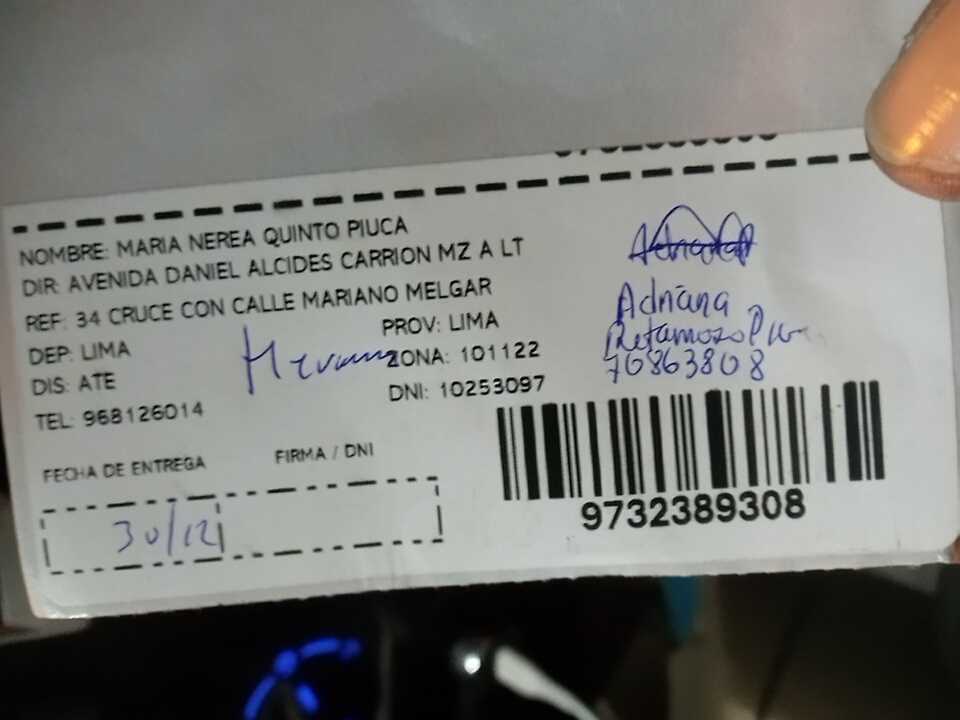 NOMBRE: MARIA NEREA QUINTO PIUCA
DIR: AVENIDA DANIEL ALCIDES CARRION MZ A LT
REF: 34 CRUCE CON CALLE MARIANO MELGAR
DEP: LIMA
PROV: LIMA
DIS: ATE
ZONA: 101122
TEL: 968126014
DNI: 10253097
Adriana
Retamozo
70863808
FECHA DE ENTREGA
FIRMA / DNI
30/12
9732389308